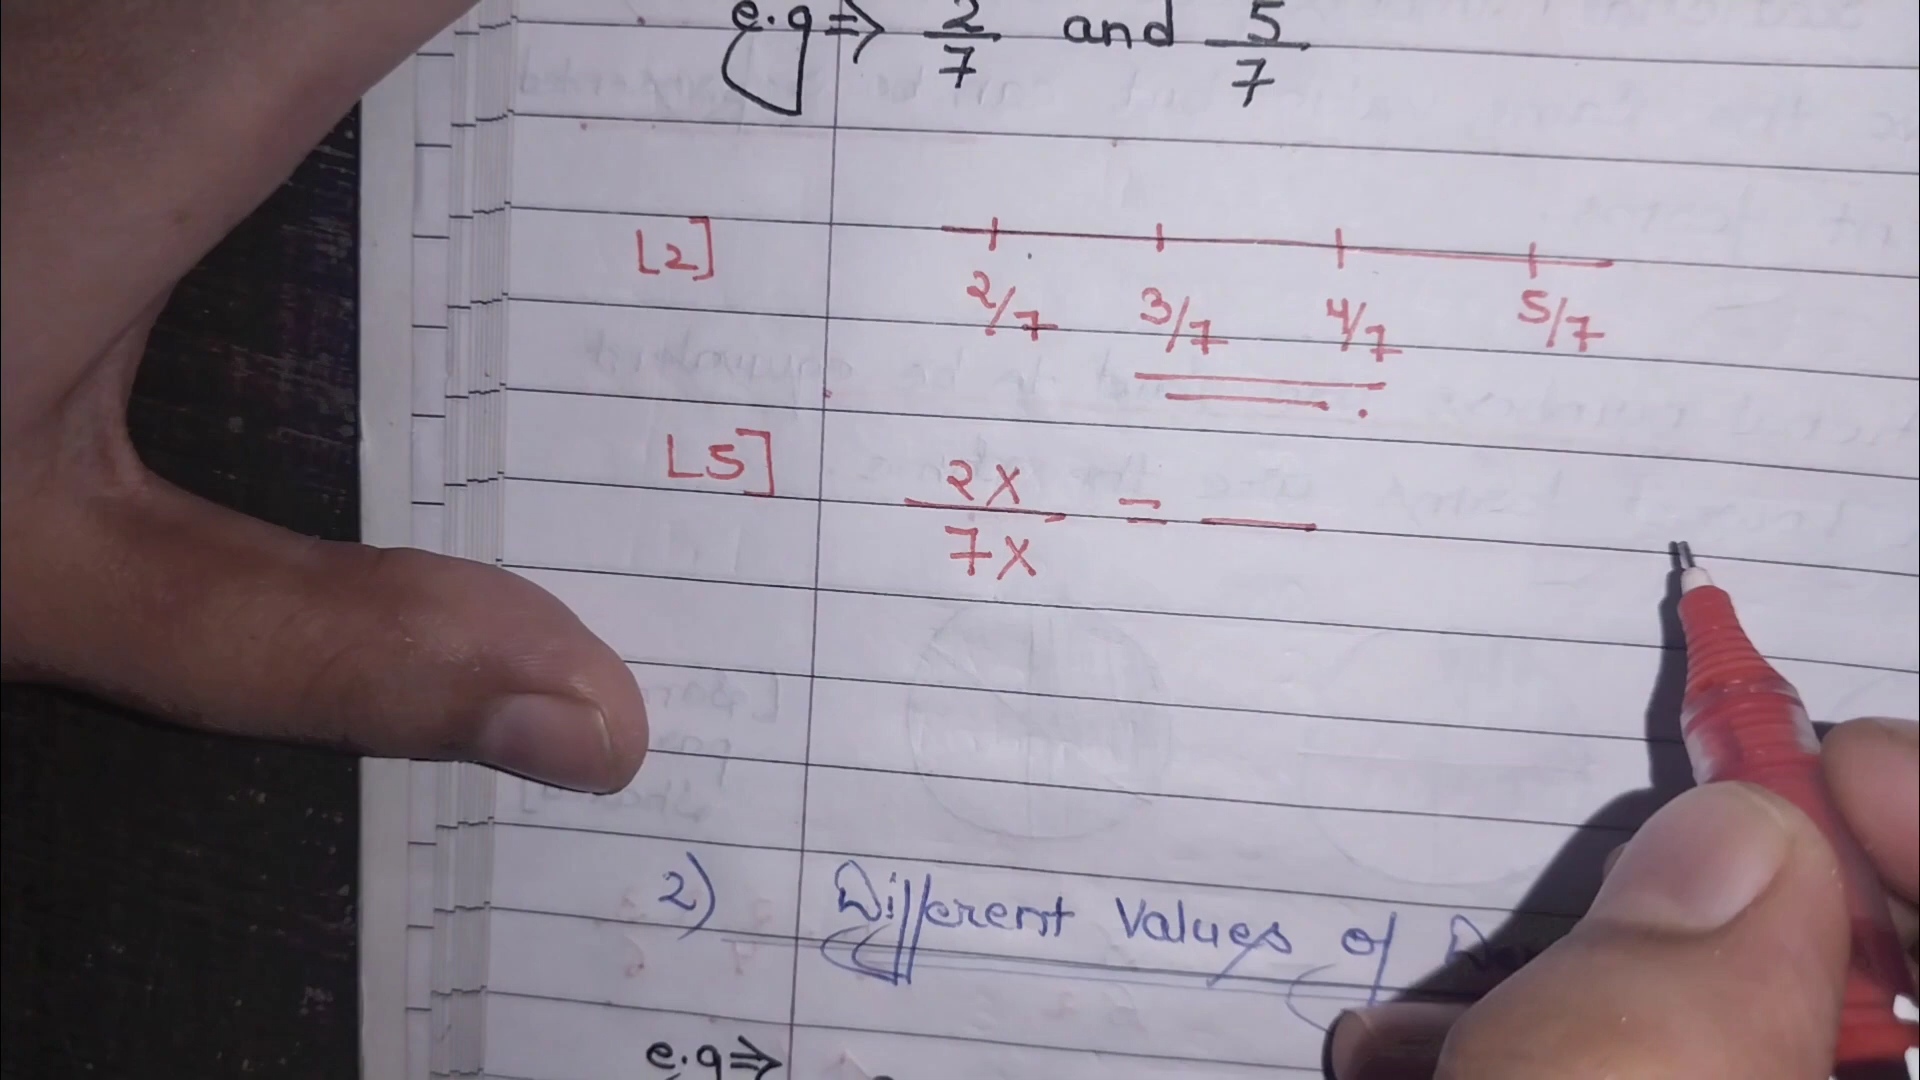 e.g ⇒ 2/7 and 5/7
[2] 2/7 3/7 4/7 5/7
[5] 2x/7x = —
2) Different Values of
e.g ⇒